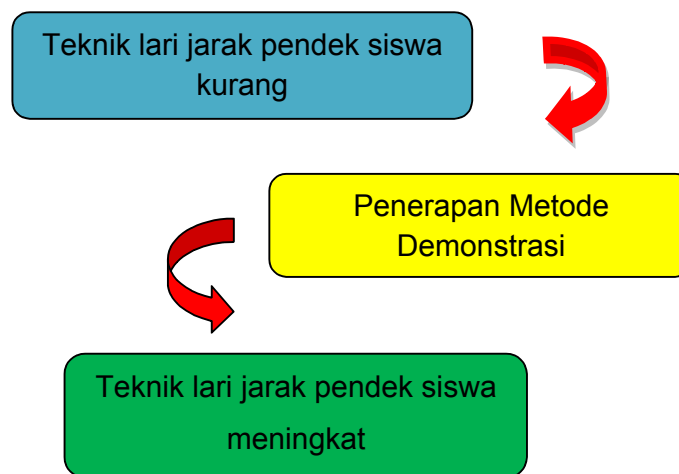 Teknik lari jarak pendek siswa
kurang
Penerapan Metode
Demonstrasi
Teknik lari jarak pendek siswa
meningkat